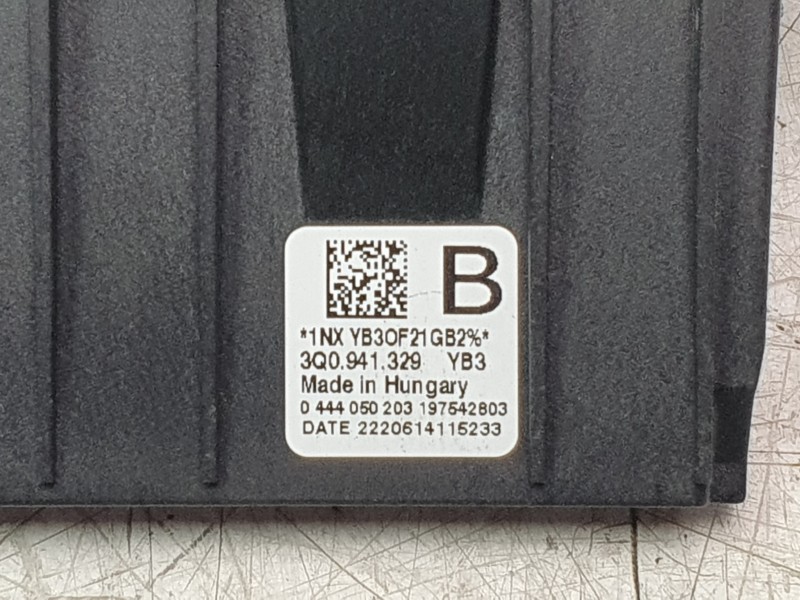 B
*1NX YB3OF21GB2%*
3Q0.941.329 YB3
Made in Hungary
0 444 050 203 197542803
DATE 2220614115233